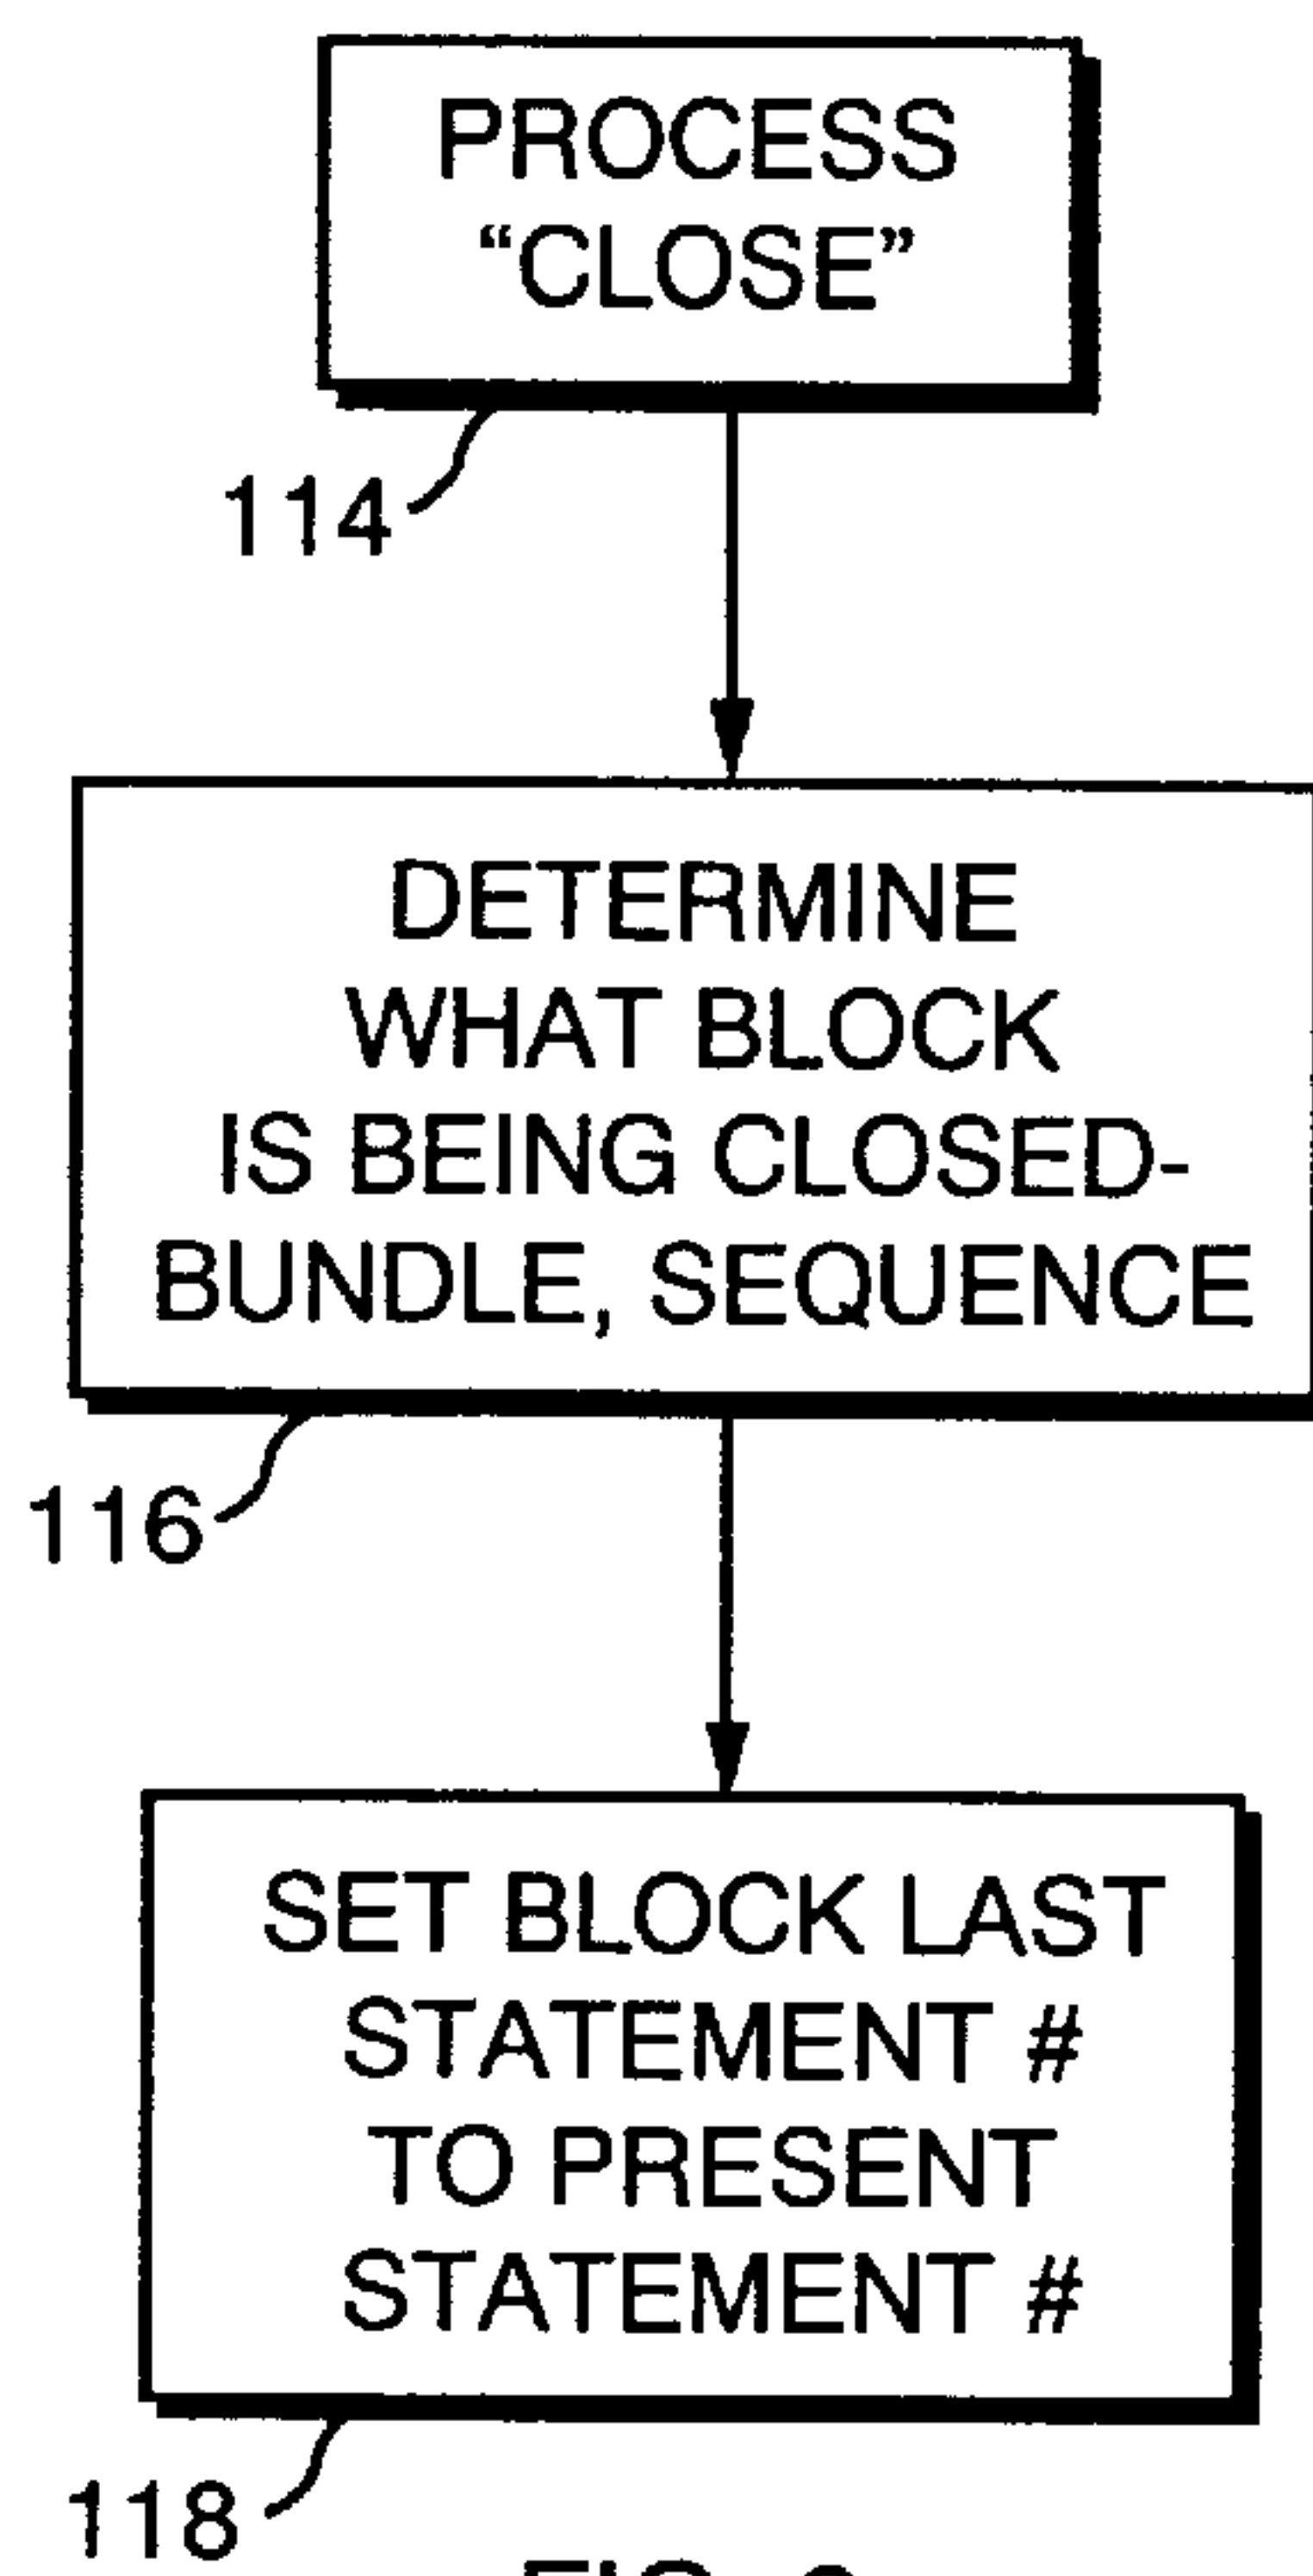 PROCESS
“CLOSE”
114
DETERMINE
WHAT BLOCK
IS BEING CLOSED-
BUNDLE, SEQUENCE
116
SET BLOCK LAST
STATEMENT #
TO PRESENT
STATEMENT #
118